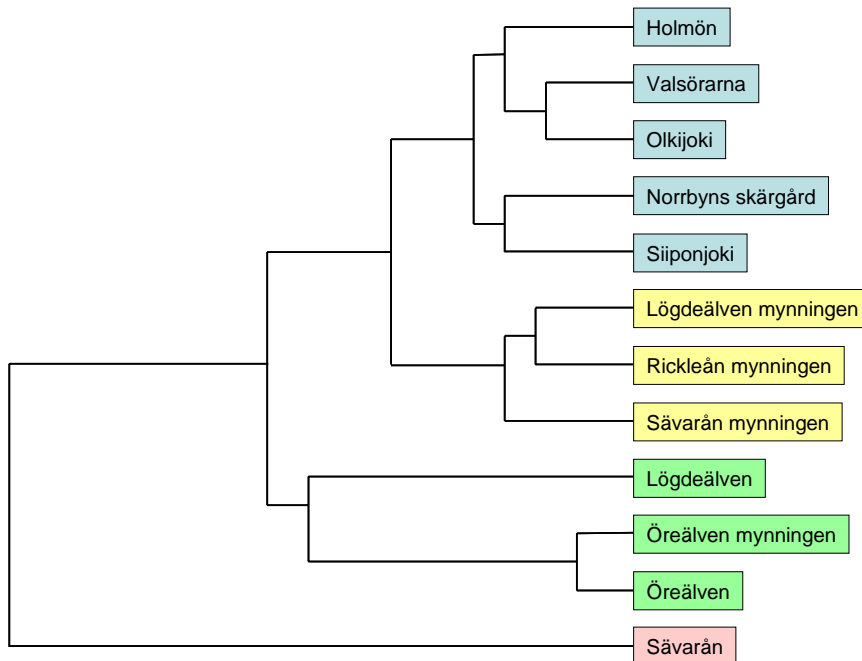 Holmön
Valsörarna
Olkijoki
Norrbyns skärgård
Siiponjoki
Lögdeälven mynningen
Rickleån mynningen
Sävarån mynningen
Lögdeälven
Öreälven mynningen
Öreälven
Sävarån